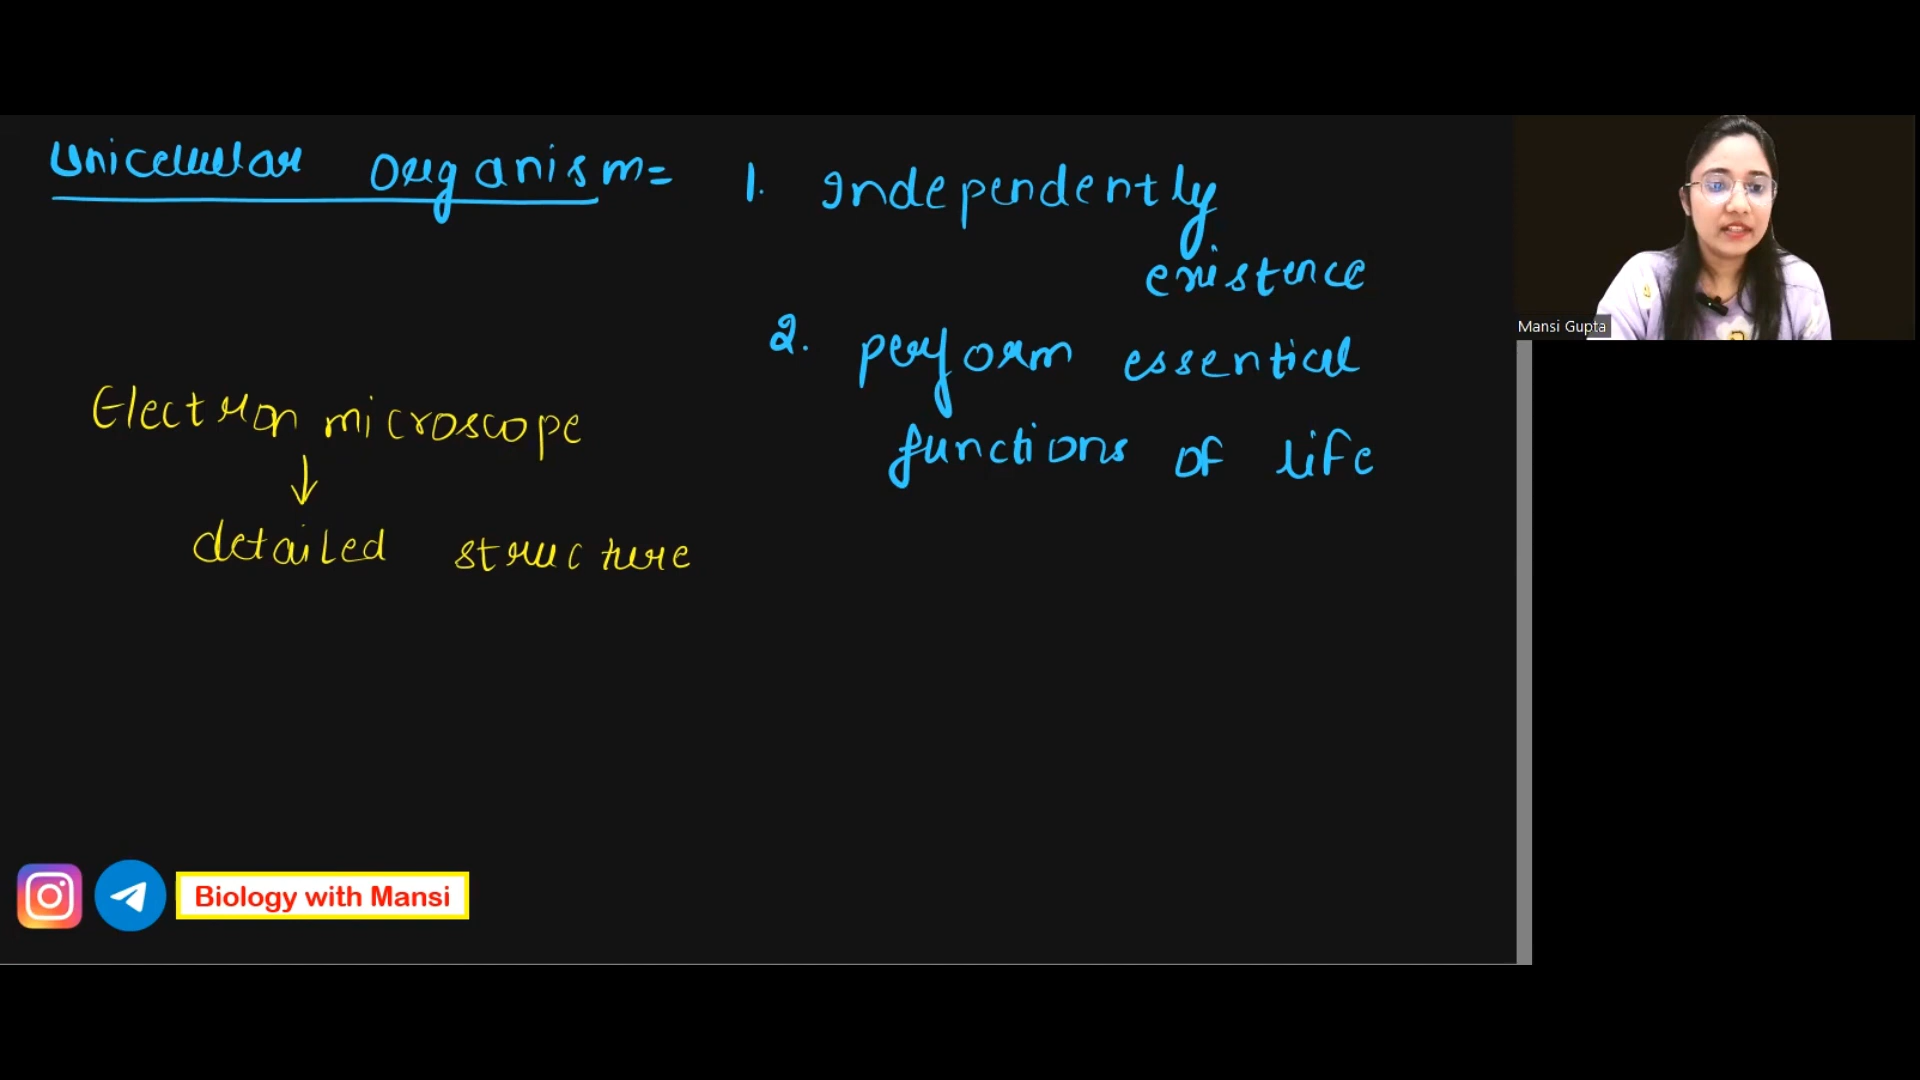 Unicellular organism= 1. Independently
existence
2. perform essential
functions of life
Electron microscope
↓
detailed structure
Mansi Gupta
Biology with Mansi